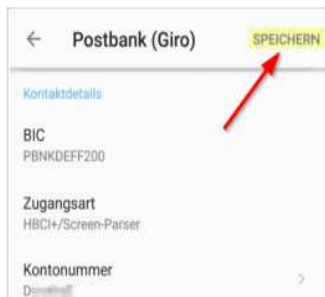 Postbank (Giro) SPEICHERN
Kontaktdetails
BIC
PBNKDEFF200
Zugangsart
HBCI+/Screen-Parser
Kontonummer